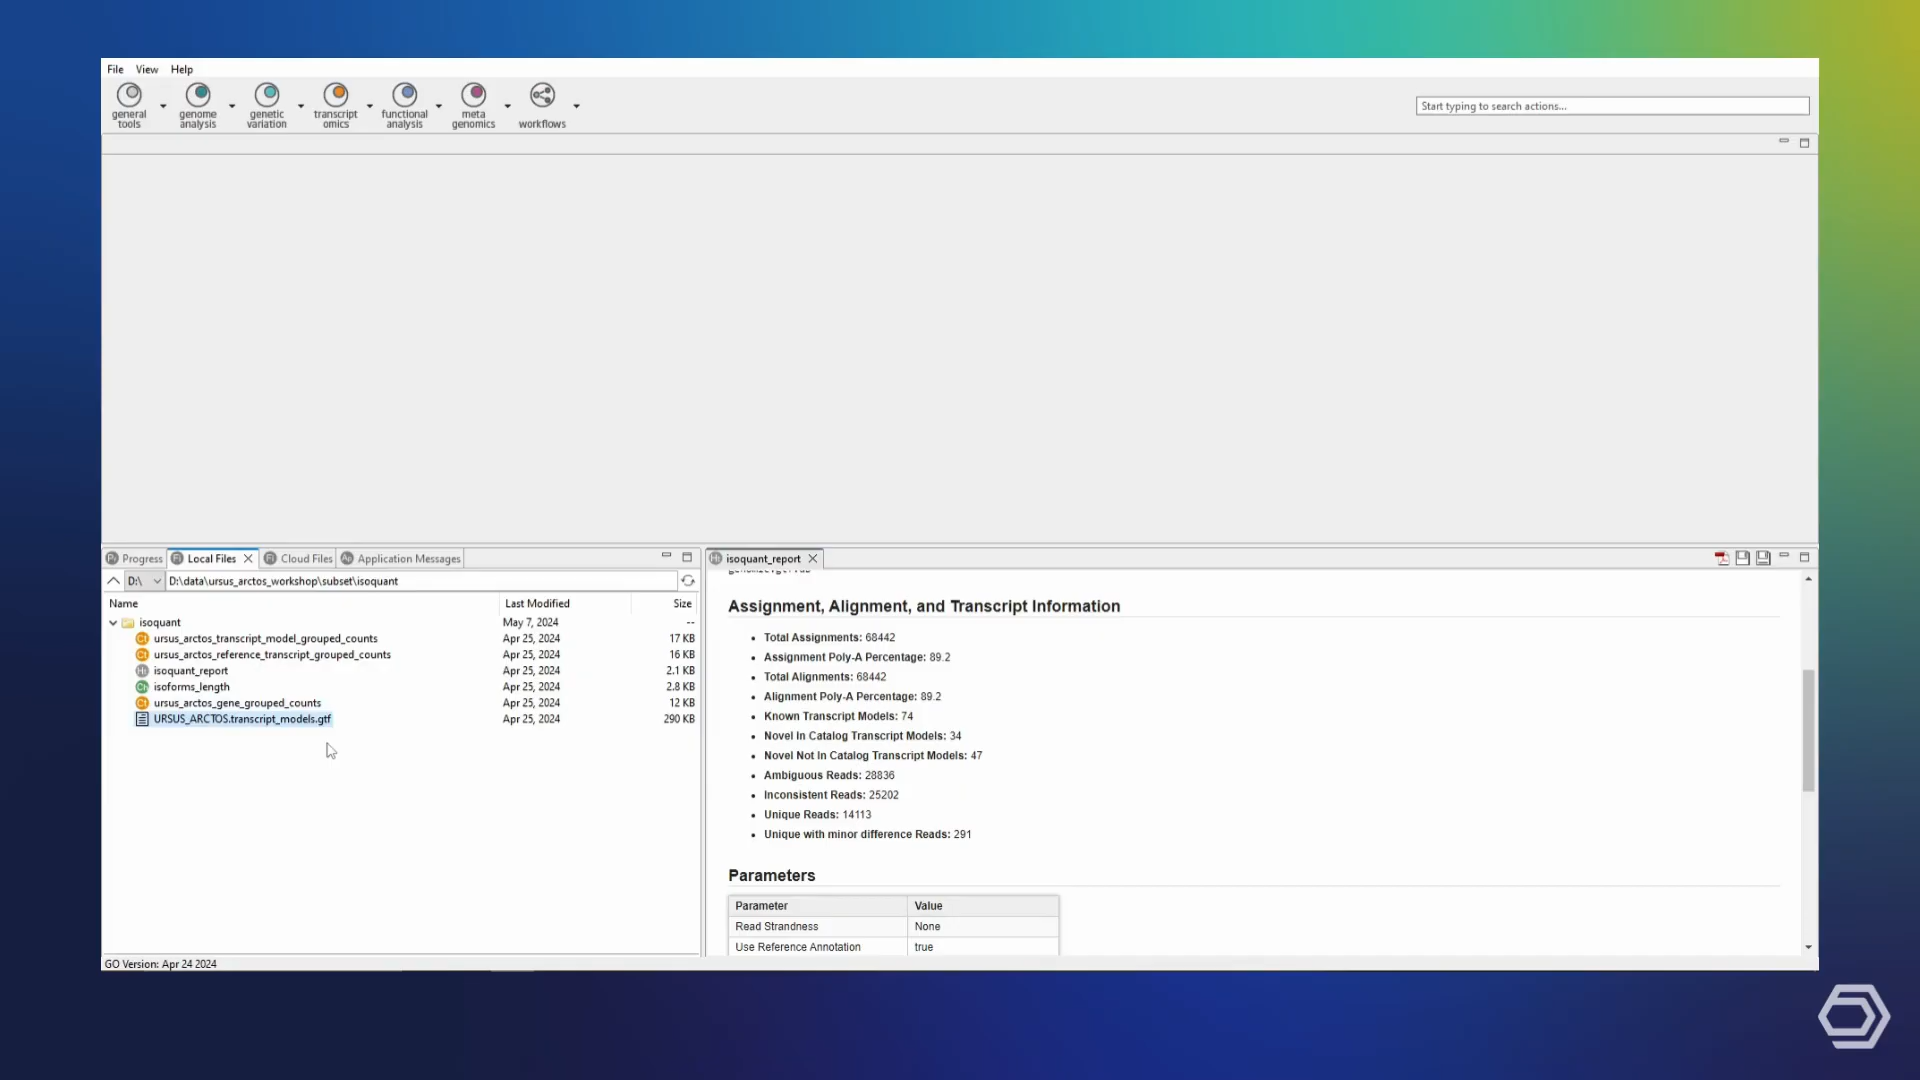 File View Help
general tools
genome analysis
genetic variation
transcript omics
functional analysis
meta genomics
workflows
Start typing to search actions...
Progress Local Files Cloud Files Application Messages
D:\ D:\data\ursus_arctos_workshop\subset\isoquant
Name Last Modified Size
isoquant May 7, 2024 --
ursus_arctos_transcript_model_grouped_counts Apr 25, 2024 17 KB
ursus_arctos_reference_transcript_grouped_counts Apr 25, 2024 16 KB
isoquant_report Apr 25, 2024 2.1 KB
isoforms_length Apr 25, 2024 2.8 KB
ursus_arctos_gene_grouped_counts Apr 25, 2024 12 KB
URSUS_ARCTOS.transcript_models.gtf Apr 25, 2024 290 KB
isoquant_report
Assignment, Alignment, and Transcript Information
Total Assignments: 68442
Assignment Poly-A Percentage: 89.2
Total Alignments: 68442
Alignment Poly-A Percentage: 89.2
Known Transcript Models: 74
Novel In Catalog Transcript Models: 34
Novel Not In Catalog Transcript Models: 47
Ambiguous Reads: 28836
Inconsistent Reads: 25202
Unique Reads: 14113
Unique with minor difference Reads: 291
Parameters
Parameter Value
Read Strandness None
Use Reference Annotation true
GO Version: Apr 24 2024